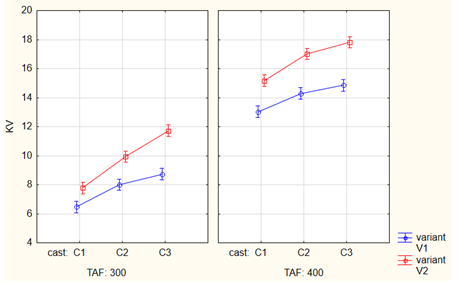 20
18
16
14
12
10
8
6
4
KV
cast: C1 C2 C3
TAF: 300
cast: C1 C2 C3
TAF: 400
variant
V1
variant
V2